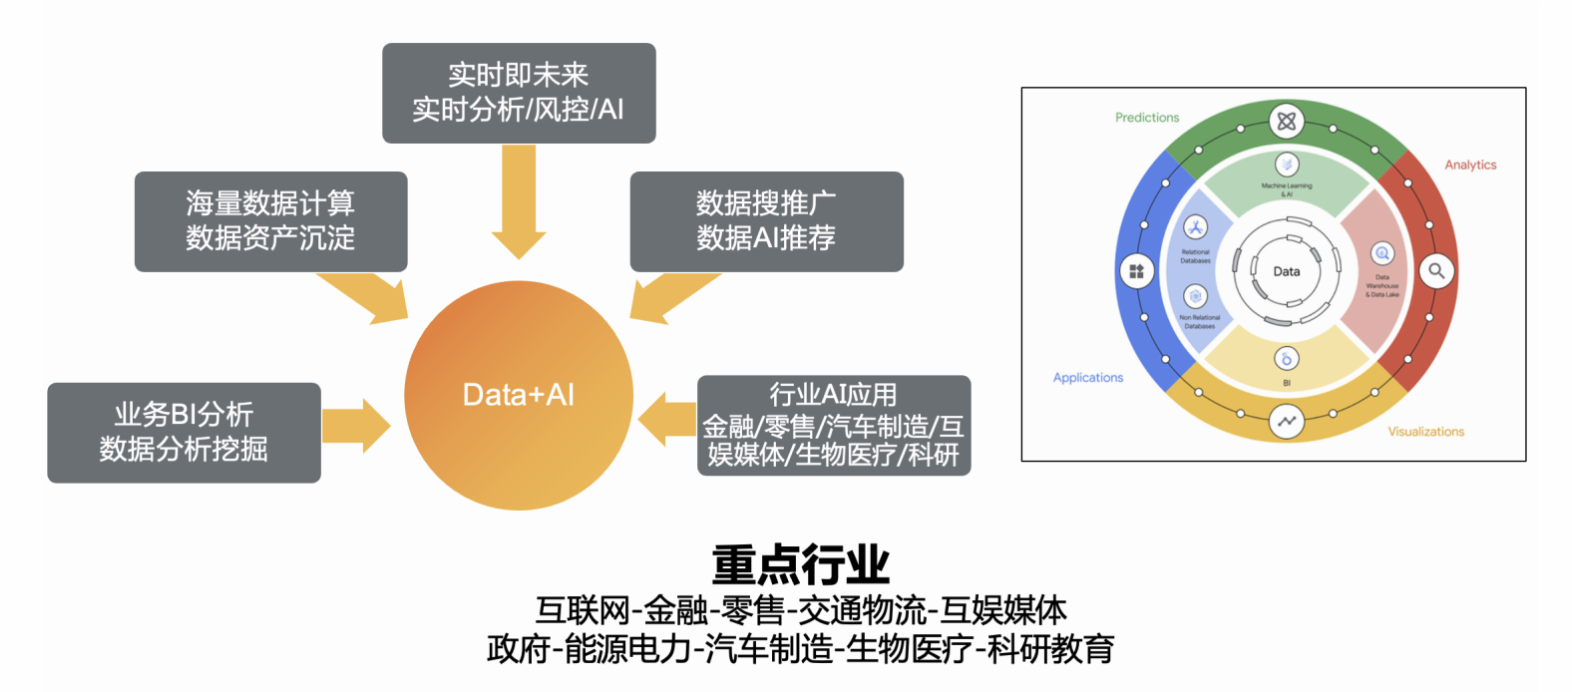 实时即未来
实时分析/风控/AI
海量数据计算
数据资产沉淀
数据搜推广
数据AI推荐
业务BI分析
数据分析挖掘
Data+AI
行业AI应用
金融/零售/汽车制造/互
娱媒体/生物医疗/科研
Predictions
Analytics
Machine Learning
& AI
Relational
Databases
Data
Data
Warehouse
& Data Lake
Non Relational
Databases
BI
Applications
Visualizations
重点行业
互联网-金融-零售-交通物流-互娱媒体
政府-能源电力-汽车制造-生物医疗-科研教育